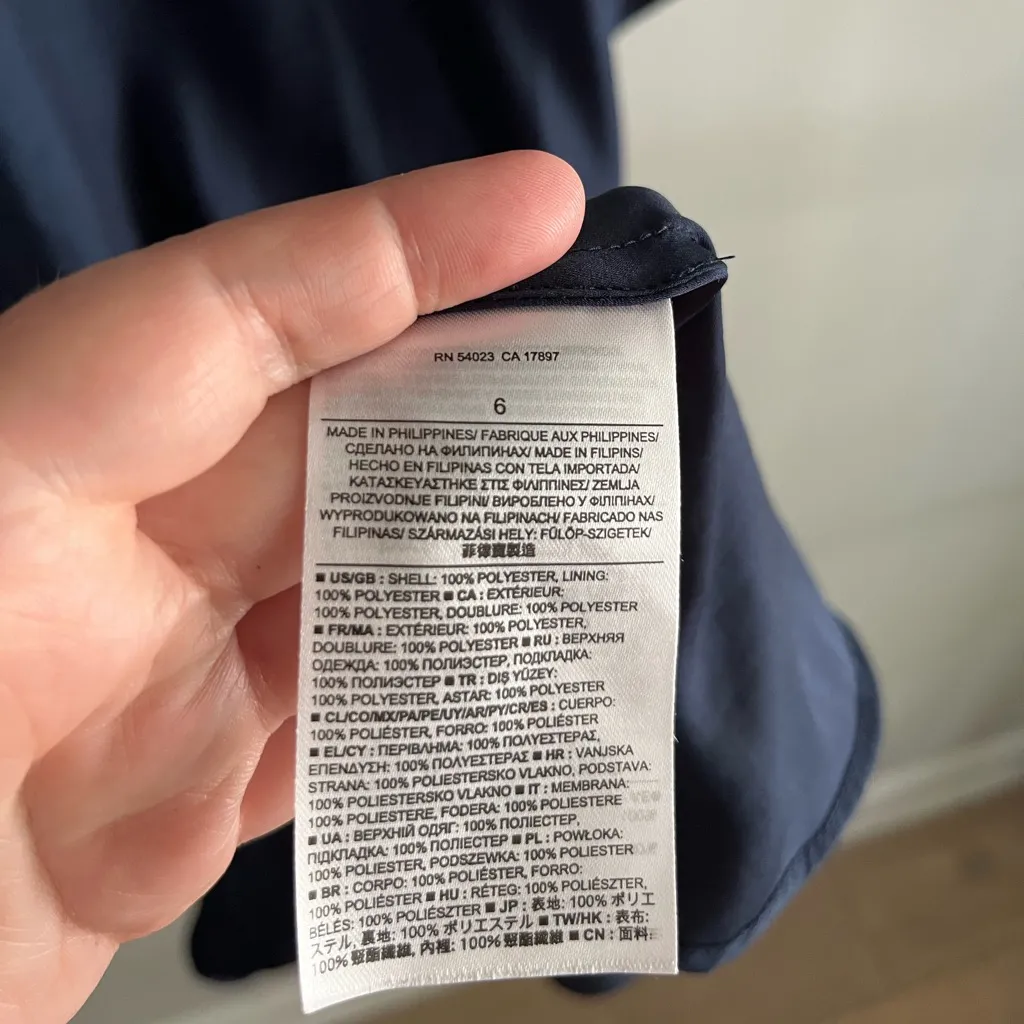 RN 54023 CA 17897
6
MADE IN PHILIPPINES/ FABRIQUE AUX PHILIPPINES/
СДЕЛАНО НА ФИЛИПИНАХ/ MADE IN FILIPINS/
HECHO EN FILIPINAS CON TELA IMPORTADA/
ΚΑΤΑΣΚΕΥΑΣΤΗΚΕ ΣΤΙΣ ΦΙΛΙΠΠΙΝΕΣ/ ZEMLJA
PROIZVODNJE FILIPINI/ ВИРОБЛЕНО У ФІЛІПІНАХ/
WYPRODUKOWANO NA FILIPINACH/ FABRICADO NAS
FILIPINAS/ SZÁRMAZÁSI HELY: FÜLÖP-SZIGETEK/
菲律賓製造
■ US/GB : SHELL: 100% POLYESTER, LINING:
100% POLYESTER ■ CA : EXTÉRIEUR:
100% POLYESTER, DOUBLURE: 100% POLYESTER
■ FR/MA : EXTÉRIEUR: 100% POLYESTER,
DOUBLURE: 100% POLYESTER ■ RU : ВЕРХНЯЯ
ОДЕЖДА: 100% ПОЛИЭСТЕР, ПОДКЛАДКА:
100% ПОЛИЭСТЕР ■ TR : DIŞ YÜZEY:
100% POLYESTER, ASTAR: 100% POLYESTER
■ CL/CO/MX/PA/PE/UY/AR/PY/CR/ES : CUERPO:
100% POLIÉSTER, FORRO: 100% POLIÉSTER
■ EL/CY : ΠΕΡΙΒΛΗΜΑ: 100% ΠΟΛΥΕΣΤΕΡΑΣ,
ΕΠΕΝΔΥΣΗ: 100% ΠΟΛΥΕΣΤΕΡΑΣ ■ HR : VANJSKA
STRANA: 100% POLIESTERSKO VLAKNO, PODSTAVA:
100% POLIESTERSKO VLAKNO ■ IT : MEMBRANA:
100% POLIESTERE, FODERA: 100% POLIESTERE
■ UA : ВЕРХНІЙ ОДЯГ: 100% ПОЛІЕСТЕР,
ПІДКЛАДКА: 100% ПОЛІЕСТЕР ■ PL : POWŁOKA:
100% POLIESTER, PODSZEWKA: 100% POLIESTER
■ BR : CORPO: 100% POLIÉSTER, FORRO:
100% POLIÉSTER ■ HU : RÉTEG: 100% POLIÉSZTER,
BÉLÉS: 100% POLIÉSZTER ■ JP : 表地: 100% ポリエ
ステル, 裏地: 100% ポリエステル ■ TW/HK : 表布:
100% 聚酯纖維, 內裡: 100% 聚酯纖維 ■ CN : 面料: